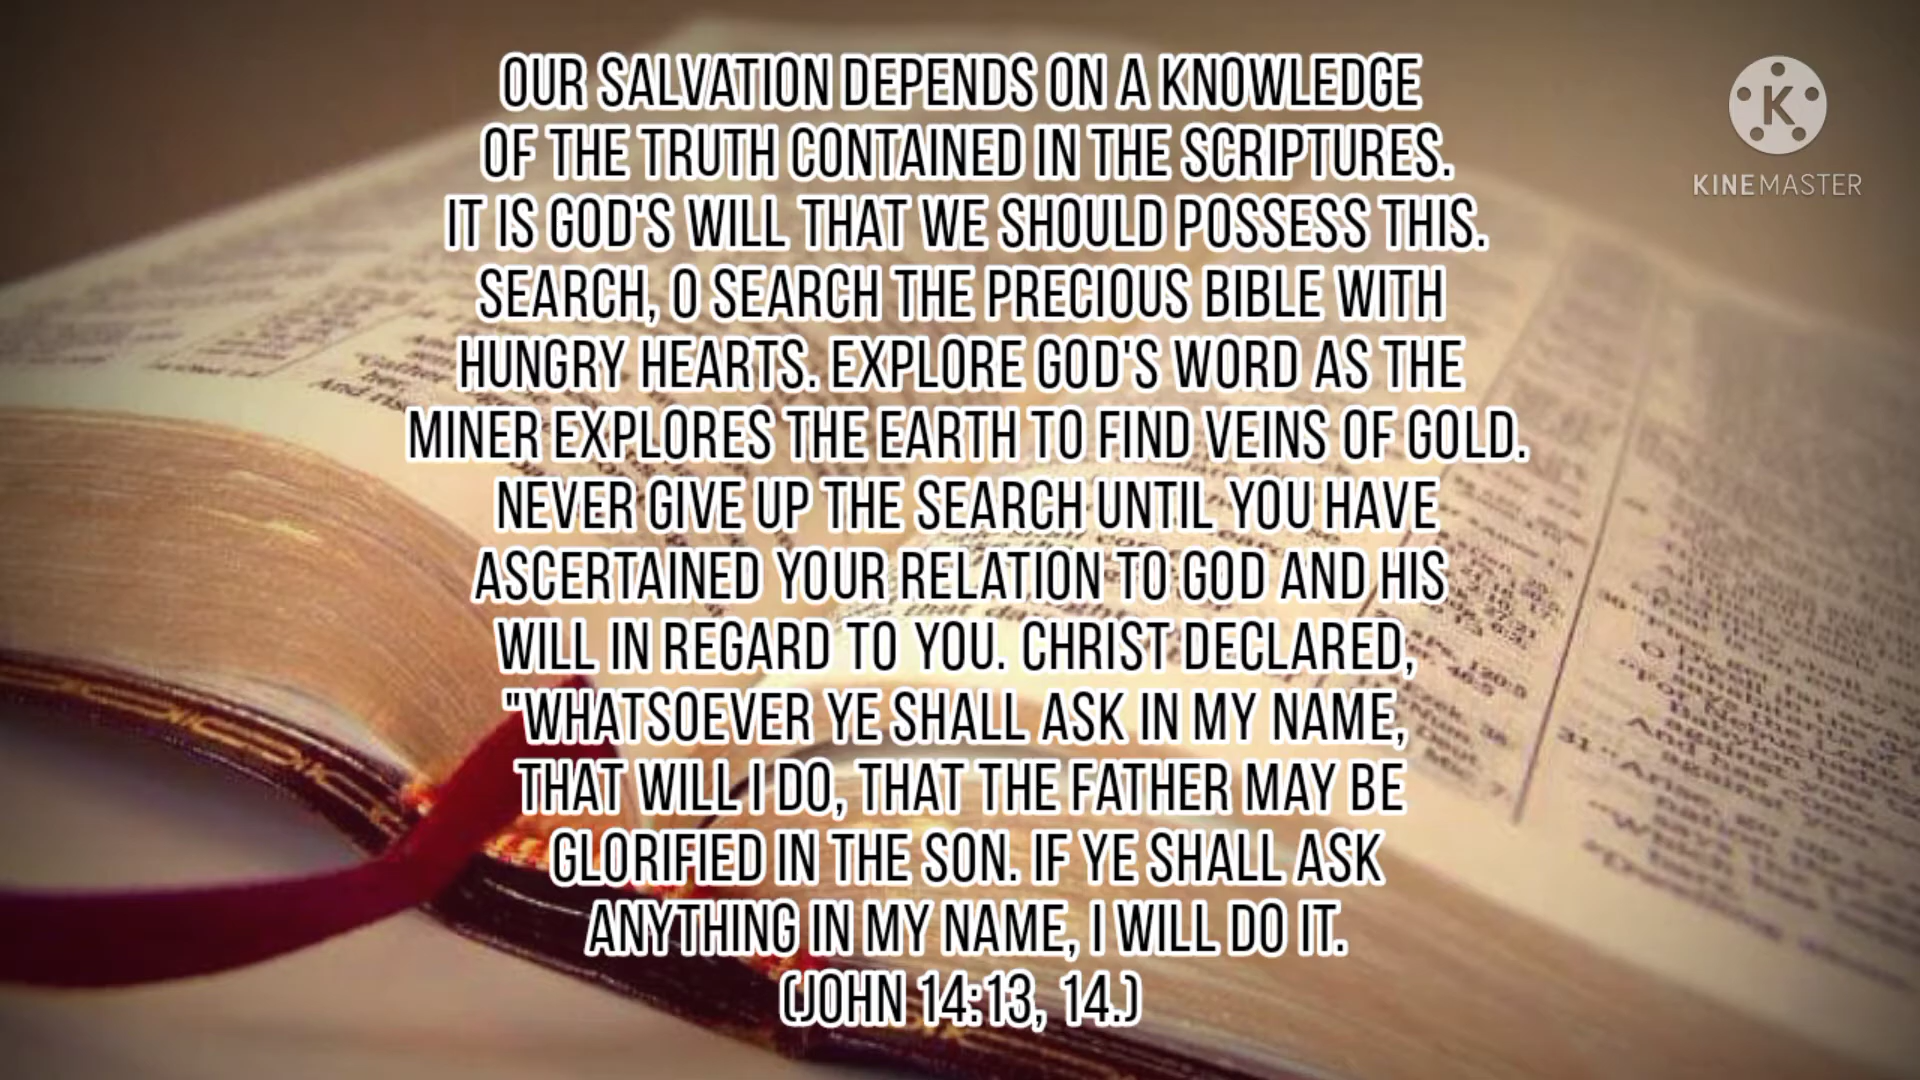 OUR SALVATION DEPENDS ON A KNOWLEDGE
OF THE TRUTH CONTAINED IN THE SCRIPTURES.
IT IS GOD'S WILL THAT WE SHOULD POSSESS THIS.
SEARCH, O SEARCH THE PRECIOUS BIBLE WITH
HUNGRY HEARTS. EXPLORE GOD'S WORD AS THE
MINER EXPLORES THE EARTH TO FIND VEINS OF GOLD.
NEVER GIVE UP THE SEARCH UNTIL YOU HAVE
ASCERTAINED YOUR RELATION TO GOD AND HIS
WILL IN REGARD TO YOU. CHRIST DECLARED,
"WHATSOEVER YE SHALL ASK IN MY NAME,
THAT WILL I DO, THAT THE FATHER MAY BE
GLORIFIED IN THE SON. IF YE SHALL ASK
ANYTHING IN MY NAME, I WILL DO IT.
(JOHN 14:13, 14.)
K
KINEMASTER